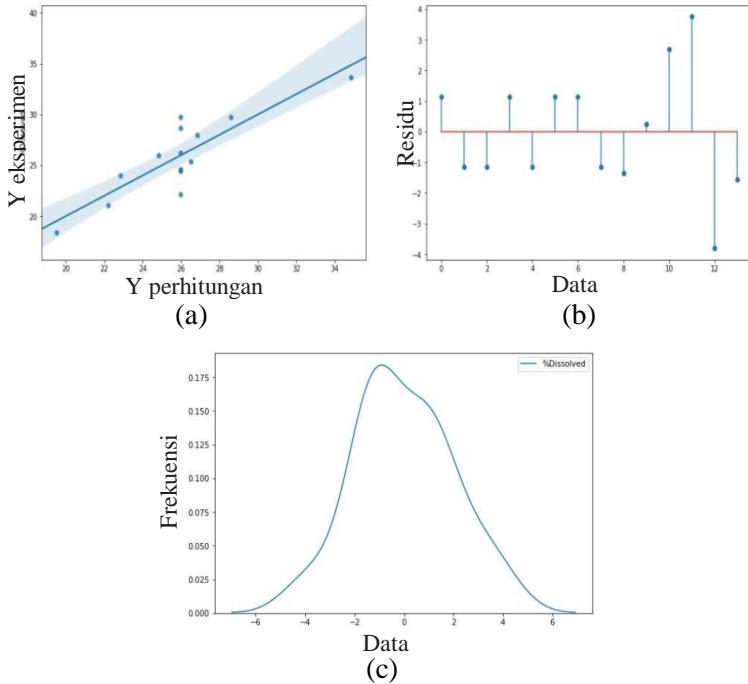 40
35
30
25
20
Y eksperimen
20 22 24 26 28 30 32 34
Y perhitungan
(a)
4
3
2
1
0
−1
−2
−3
−4
Residu
0 2 4 6 8 10 12
Data
(b)
%Dissolved
0.175
0.150
0.125
0.100
0.075
0.050
0.025
0.000
Frekuensi
−6 −4 −2 0 2 4 6
Data
(c)